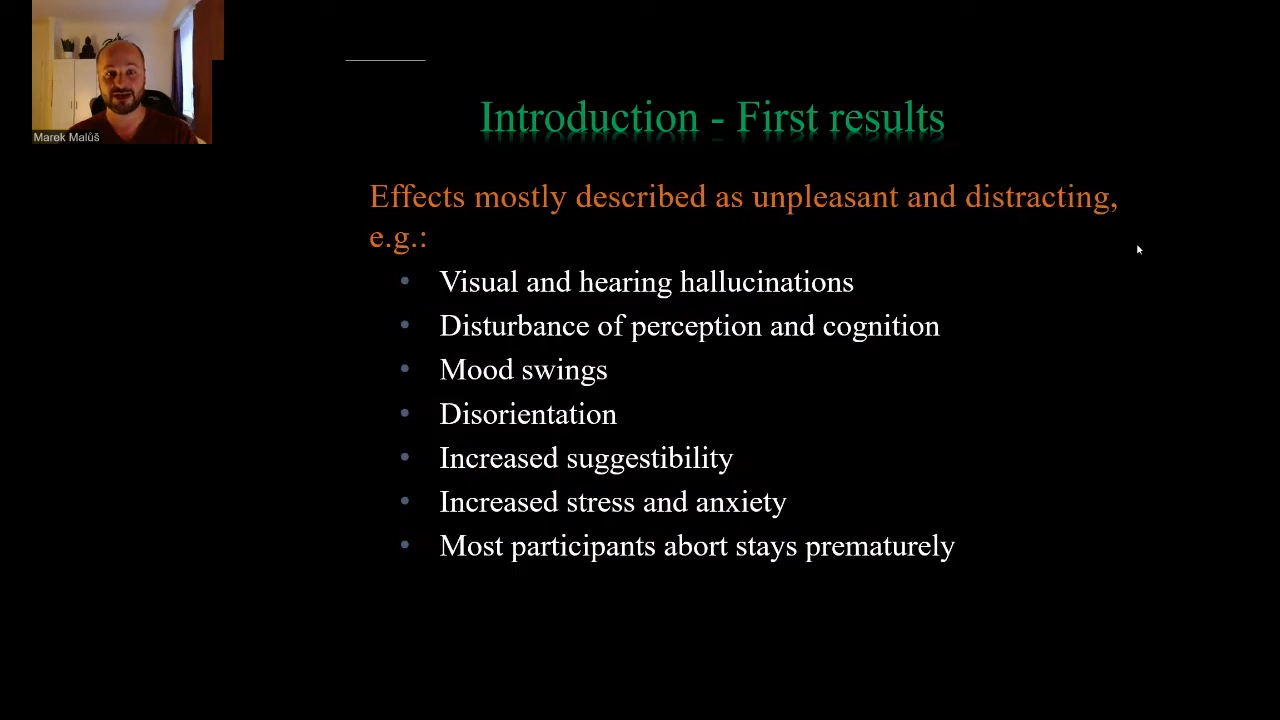 Marek Malůš
Introduction - First results
Effects mostly described as unpleasant and distracting,
e.g.:
• Visual and hearing hallucinations
• Disturbance of perception and cognition
• Mood swings
• Disorientation
• Increased suggestibility
• Increased stress and anxiety
• Most participants abort stays prematurely